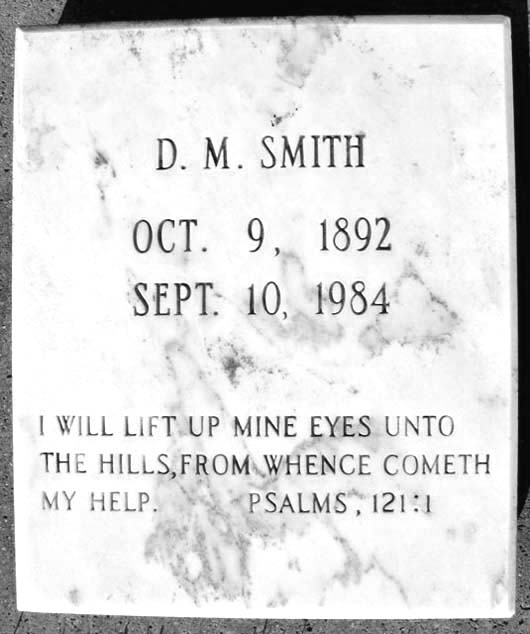 D. M. SMITH
OCT. 9, 1892
SEPT. 10, 1984
I WILL LIFT UP MINE EYES UNTO
THE HILLS, FROM WHENCE COMETH
MY HELP. PSALMS, 121:1